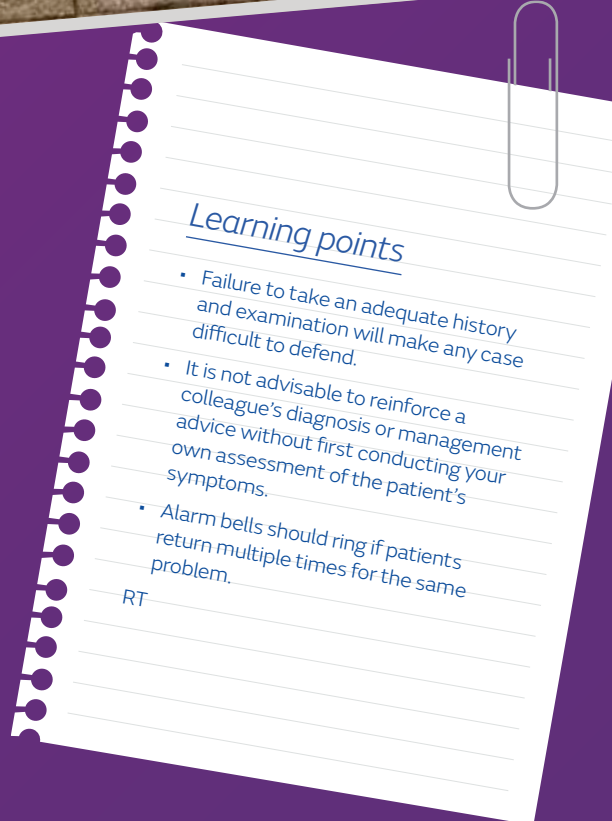 Learning points
▪ Failure to take an adequate history
and examination will make any case
difficult to defend.
▪ It is not advisable to reinforce a
colleague's diagnosis or management
advice without first conducting your
own assessment of the patient's
symptoms.
▪ Alarm bells should ring if patients
return multiple times for the same
problem.
RT